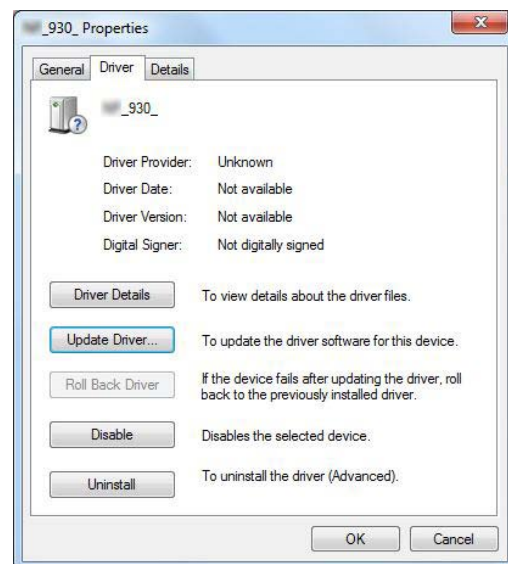 _930_ Properties
General Driver Details
_930_
Driver Provider: Unknown
Driver Date: Not available
Driver Version: Not available
Digital Signer: Not digitally signed
Driver Details To view details about the driver files.
Update Driver... To update the driver software for this device.
Roll Back Driver If the device fails after updating the driver, roll
back to the previously installed driver.
Disable Disables the selected device.
Uninstall To uninstall the driver (Advanced).
OK Cancel